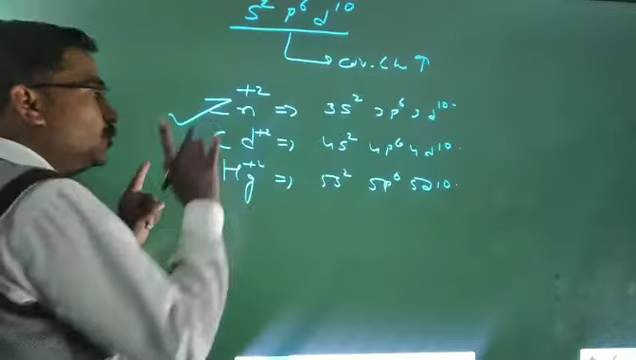 s² p⁶ d¹⁰
cov. Ch ↑
Zn⁺² ⇒ 3s² 3p⁶ 3d¹⁰.
Cd⁺² ⇒ 4s² 4p⁶ 4d¹⁰.
Hg⁺² ⇒ 5s² 5p⁶ 5d10.